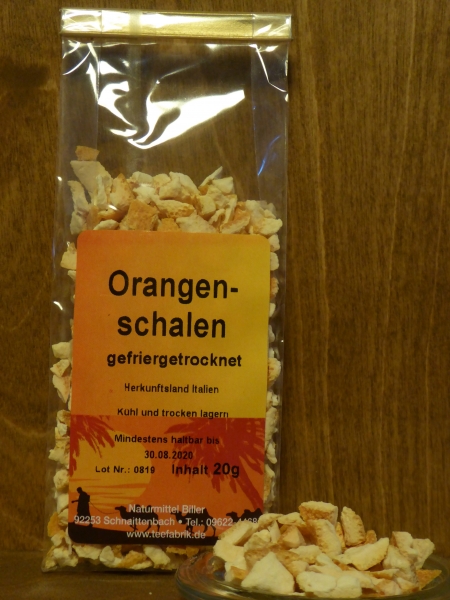 Orangen-
schalen
gefriergetrocknet
Herkunftsland Italien
Kühl und trocken lagern
Mindestens haltbar bis
30.08.2020
Lot Nr.: 0819 Inhalt 20g
Naturmittel Biller
92253 Schnaittenbach • Tel.: 09622
www.teefabrik.de